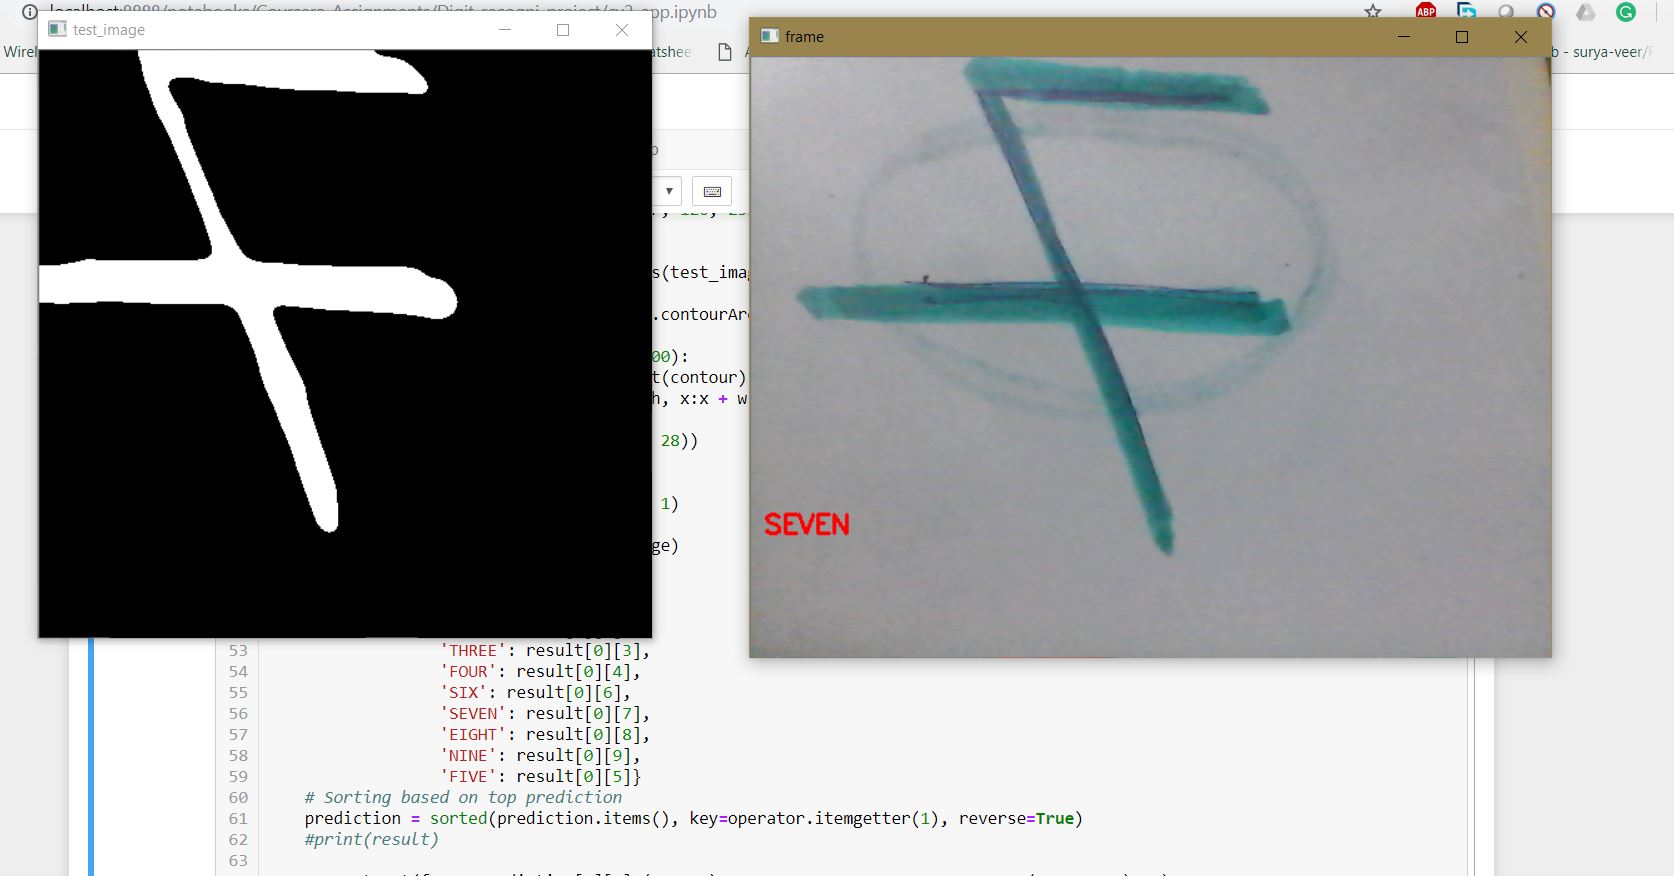 localhost:8888/notebooks/Coursera-Assignments/Digit-recogni-project/cv2-app.ipynb
ABP
G
b - surya-veer/
test_image
frame
s(test_ima
.contourAr
00):
t(contour)
h, x:x + w
28))
1)
ge)
SEVEN
53 'THREE': result[0][3],
54 'FOUR': result[0][4],
55 'SIX': result[0][6],
56 'SEVEN': result[0][7],
57 'EIGHT': result[0][8],
58 'NINE': result[0][9],
59 'FIVE': result[0][5]}
60 # Sorting based on top prediction
61 prediction = sorted(prediction.items(), key=operator.itemgetter(1), reverse=True)
62 #print(result)
63